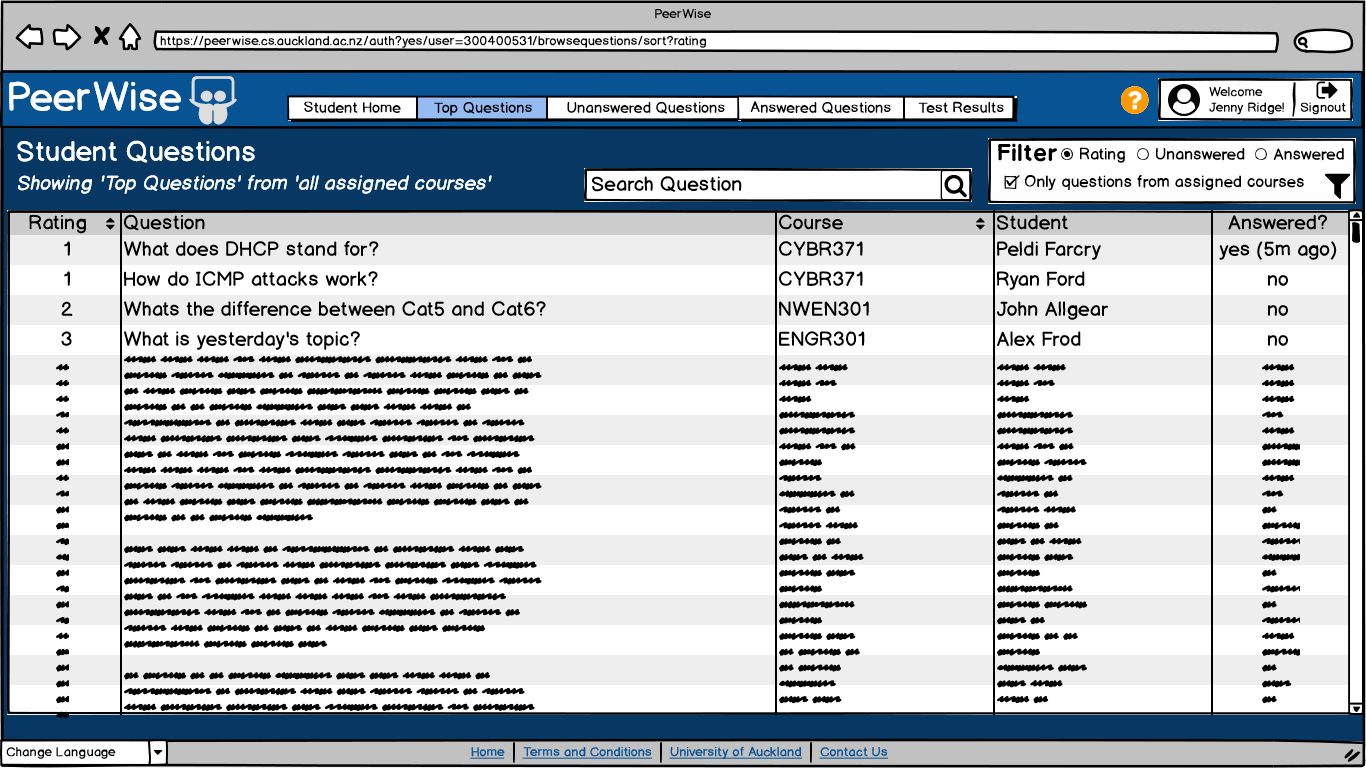 PeerWise
https://peerwise.cs.auckland.ac.nz/auth?yes/user=300400531/browsequestions/sort?rating
PeerWise
Student Home Top Questions Unanswered Questions Answered Questions Test Results
?
Welcome
Jenny Ridge!
Signout
Student Questions
Showing 'Top Questions' from 'all assigned courses'
Search Question
Filter Rating Unanswered Answered
Only questions from assigned courses
Rating Question Course Student Answered?
1 What does DHCP stand for? CYBR371 Peldi Farcry yes (5m ago)
1 How do ICMP attacks work? CYBR371 Ryan Ford no
2 Whats the difference between Cat5 and Cat6? NWEN301 John Allgear no
3 What is yesterday's topic? ENGR301 Alex Frod no
Change Language
Home Terms and Conditions University of Auckland Contact Us